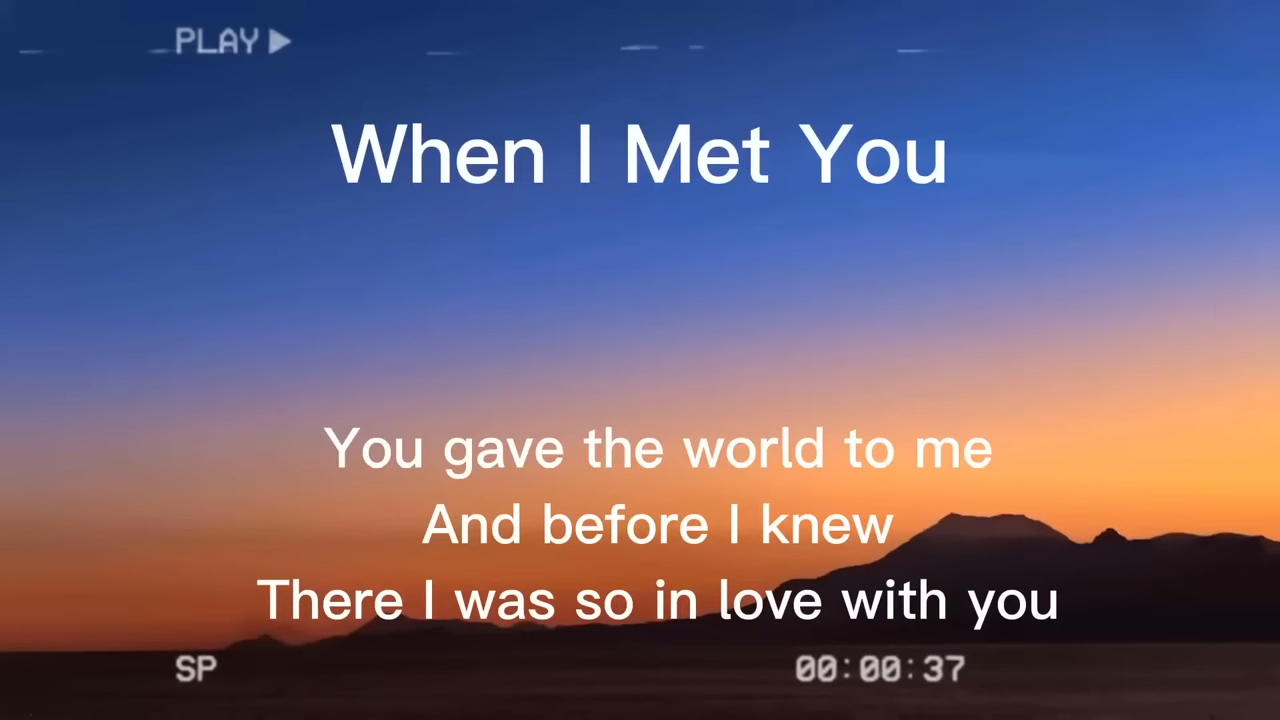 PLAY
When I Met You
You gave the world to me
And before I knew
There I was so in love with you
SP
00:00:37